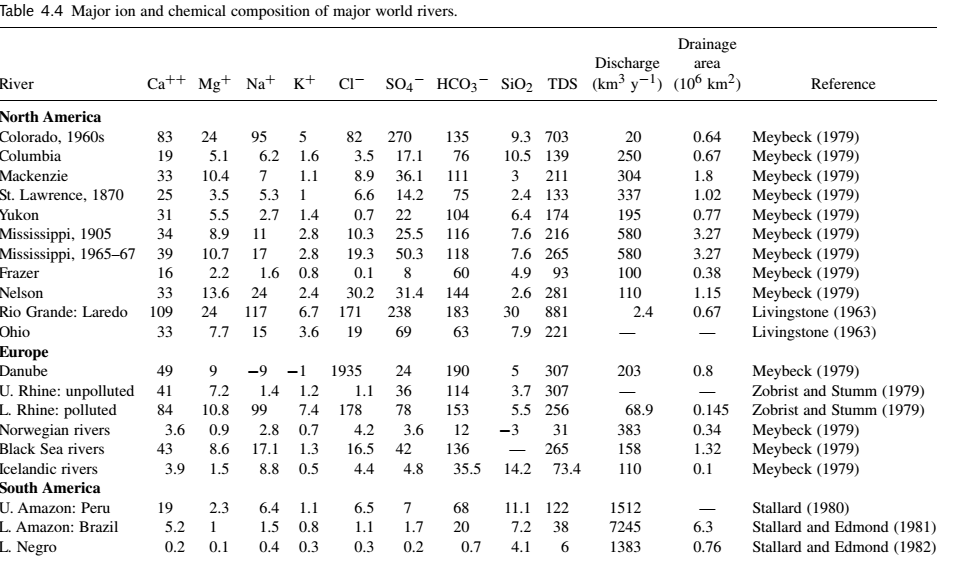 Table 4.4 Major ion and chemical composition of major world rivers.
Drainage
Discharge area
River Ca++ Mg+ Na+ K+ Cl− SO4− HCO3− SiO2 TDS (km3 y−1) (10^6 km2) Reference
North America
Colorado, 1960s 83 24 95 5 82 270 135 9.3 703 20 0.64 Meybeck (1979)
Columbia 19 5.1 6.2 1.6 3.5 17.1 76 10.5 139 250 0.67 Meybeck (1979)
Mackenzie 33 10.4 7 1.1 8.9 36.1 111 3 211 304 1.8 Meybeck (1979)
St. Lawrence, 1870 25 3.5 5.3 1 6.6 14.2 75 2.4 133 337 1.02 Meybeck (1979)
Yukon 31 5.5 2.7 1.4 0.7 22 104 6.4 174 195 0.77 Meybeck (1979)
Mississippi, 1905 34 8.9 11 2.8 10.3 25.5 116 7.6 216 580 3.27 Meybeck (1979)
Mississippi, 1965–67 39 10.7 17 2.8 19.3 50.3 118 7.6 265 580 3.27 Meybeck (1979)
Frazer 16 2.2 1.6 0.8 0.1 8 60 4.9 93 100 0.38 Meybeck (1979)
Nelson 33 13.6 24 2.4 30.2 31.4 144 2.6 281 110 1.15 Meybeck (1979)
Rio Grande: Laredo 109 24 117 6.7 171 238 183 30 881 2.4 0.67 Livingstone (1963)
Ohio 33 7.7 15 3.6 19 69 63 7.9 221 — — Livingstone (1963)
Europe
Danube 49 9 −9 −1 1935 24 190 5 307 203 0.8 Meybeck (1979)
U. Rhine: unpolluted 41 7.2 1.4 1.2 1.1 36 114 3.7 307 — — Zobrist and Stumm (1979)
L. Rhine: polluted 84 10.8 99 7.4 178 78 153 5.5 256 68.9 0.145 Zobrist and Stumm (1979)
Norwegian rivers 3.6 0.9 2.8 0.7 4.2 3.6 12 −3 31 383 0.34 Meybeck (1979)
Black Sea rivers 43 8.6 17.1 1.3 16.5 42 136 — 265 158 1.32 Meybeck (1979)
Icelandic rivers 3.9 1.5 8.8 0.5 4.4 4.8 35.5 14.2 73.4 110 0.1 Meybeck (1979)
South America
U. Amazon: Peru 19 2.3 6.4 1.1 6.5 7 68 11.1 122 1512 — Stallard (1980)
L. Amazon: Brazil 5.2 1 1.5 0.8 1.1 1.7 20 7.2 38 7245 6.3 Stallard and Edmond (1981)
L. Negro 0.2 0.1 0.4 0.3 0.3 0.2 0.7 4.1 6 1383 0.76 Stallard and Edmond (1982)